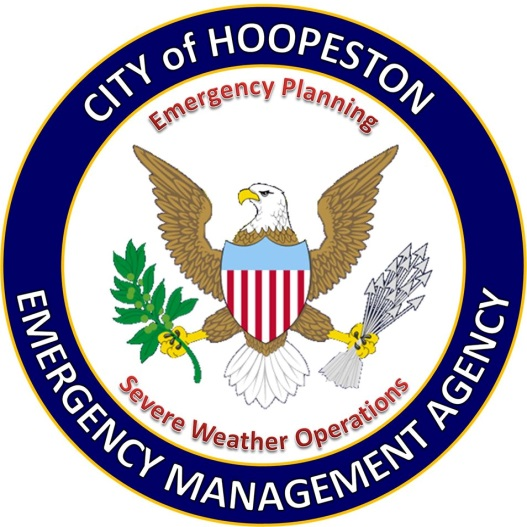 CITY of HOOPESTON
Emergency Planning
Severe Weather Operations
EMERGENCY MANAGEMENT AGENCY